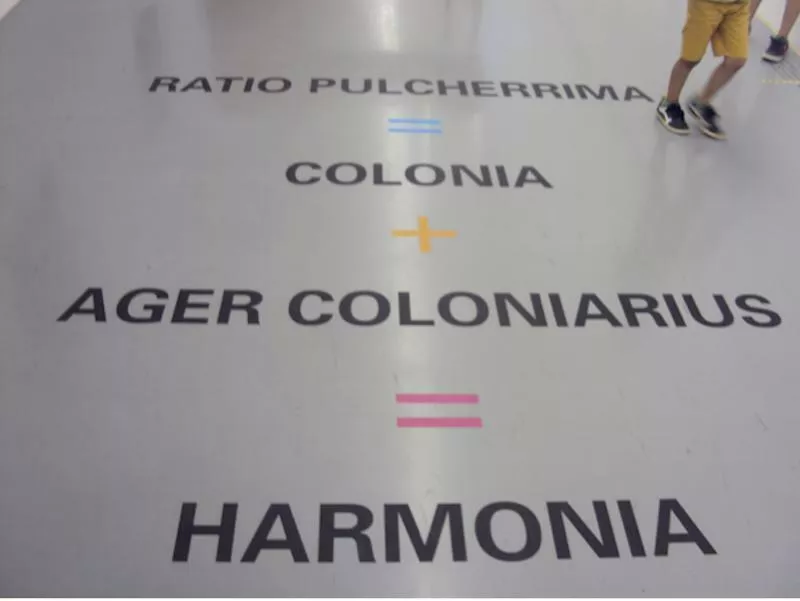 RATIO PULCHERRIMA
=
COLONIA
+
AGER COLONIARIUS
=
HARMONIA